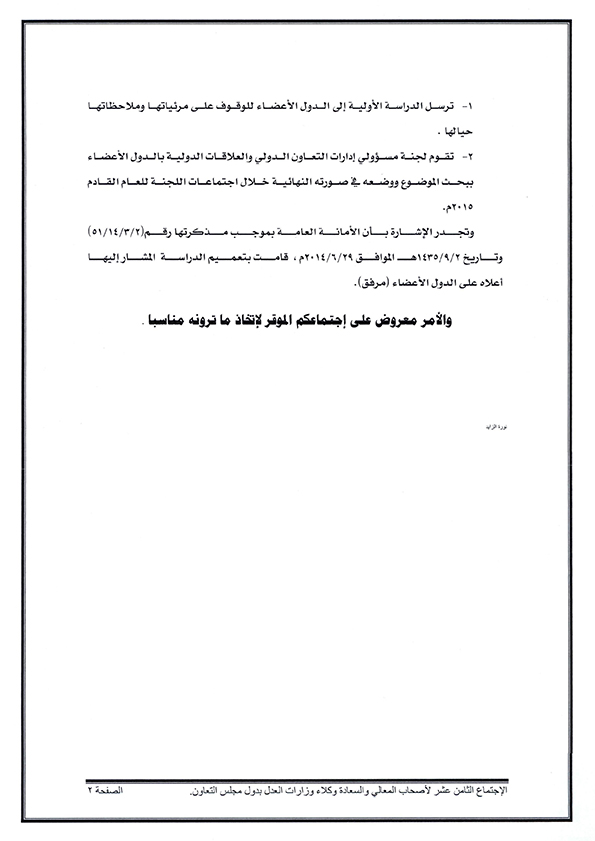 ١- ترسل الدراسة الأولية إلى الدول الأعضاء للوقوف على مرئياتها وملاحظاتها
حيالها .
٢- تقوم لجنة مسؤولي إدارات التعاون الدولي والعلاقات الدولية بالدول الأعضاء
ببحث الموضوع ووضعه في صورته النهائية خلال اجتماعات اللجنة للعام القادم
٢٠١٥م.
وتجدر الإشارة بأن الأمانة العامة بموجب مذكرتها رقم(٥١/١٤/٣/٢)
وتاريخ ١٤٣٥/٩/٢هـ الموافق ٢٠١٤/٦/٢٩م ، قامت بتعميم الدراسة المشار إليها
أعلاه على الدول الأعضاء (مرفق).
والأمر معروض على إجتماعكم الموقر لإتخاذ ما ترونه مناسبا .
نورة الزايد
الإجتماع الثامن عشر لأصحاب المعالي والسعادة وكلاء وزارات العدل بدول مجلس التعاون. الصفحة ٢